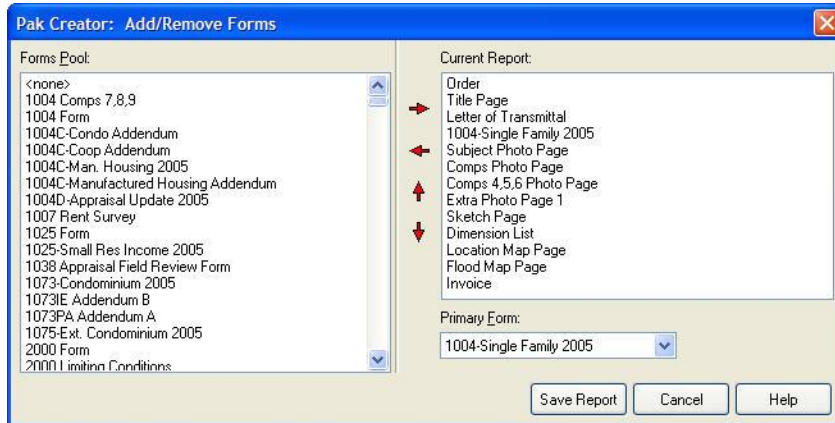 Pak Creator: Add/Remove Forms
Forms Pool:
<none>
1004 Comps 7,8,9
1004 Form
1004C-Condo Addendum
1004C-Coop Addendum
1004C-Man. Housing 2005
1004C-Manufactured Housing Addendum
1004D-Appraisal Update 2005
1007 Rent Survey
1025 Form
1025-Small Res Income 2005
1038 Appraisal Field Review Form
1073-Condominium 2005
1073IE Addendum B
1073PA Addendum A
1075-Ext. Condominium 2005
2000 Form
2000 Limiting Conditions
Current Report:
Order
Title Page
Letter of Transmittal
1004-Single Family 2005
Subject Photo Page
Comps Photo Page
Comps 4,5,6 Photo Page
Extra Photo Page 1
Sketch Page
Dimension List
Location Map Page
Flood Map Page
Invoice
Primary Form:
1004-Single Family 2005
Save Report Cancel Help